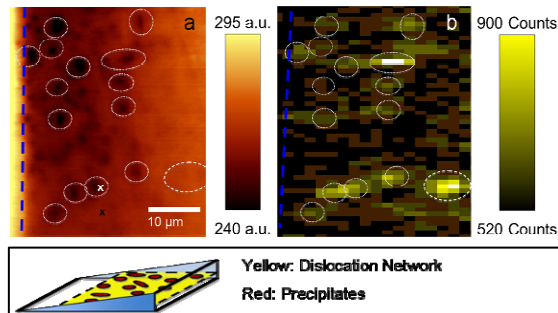 295 a.u.
a
240 a.u.
10 µm
x
x
900 Counts
b
520 Counts
Yellow: Dislocation Network
Red: Precipitates